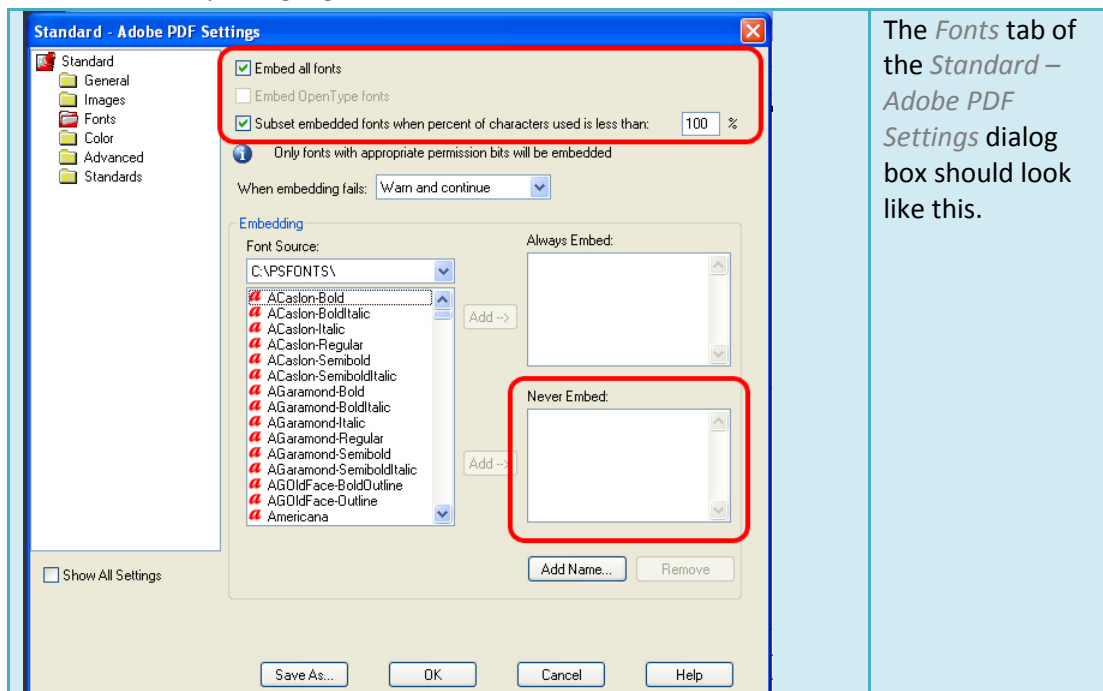 Standard - Adobe PDF Settings
Standard
General
Images
Fonts
Color
Advanced
Standards
Show All Settings
Embed all fonts
Embed OpenType fonts
Subset embedded fonts when percent of characters used is less than: 100 %
Only fonts with appropriate permission bits will be embedded
When embedding fails: Warn and continue
Embedding
Font Source:
C:\PSFONTS\
ACaslon-Bold
ACaslon-BoldItalic
ACaslon-Italic
ACaslon-Regular
ACaslon-Semibold
ACaslon-SemiboldItalic
AGaramond-Bold
AGaramond-BoldItalic
AGaramond-Italic
AGaramond-Regular
AGaramond-Semibold
AGaramond-SemiboldItalic
AGOldFace-BoldOutline
AGOldFace-Outline
Americana
Add -->
Add -->
Always Embed:
Never Embed:
Add Name...
Remove
Save As...
OK
Cancel
Help
The Fonts tab of
the Standard –
Adobe PDF
Settings dialog
box should look
like this.